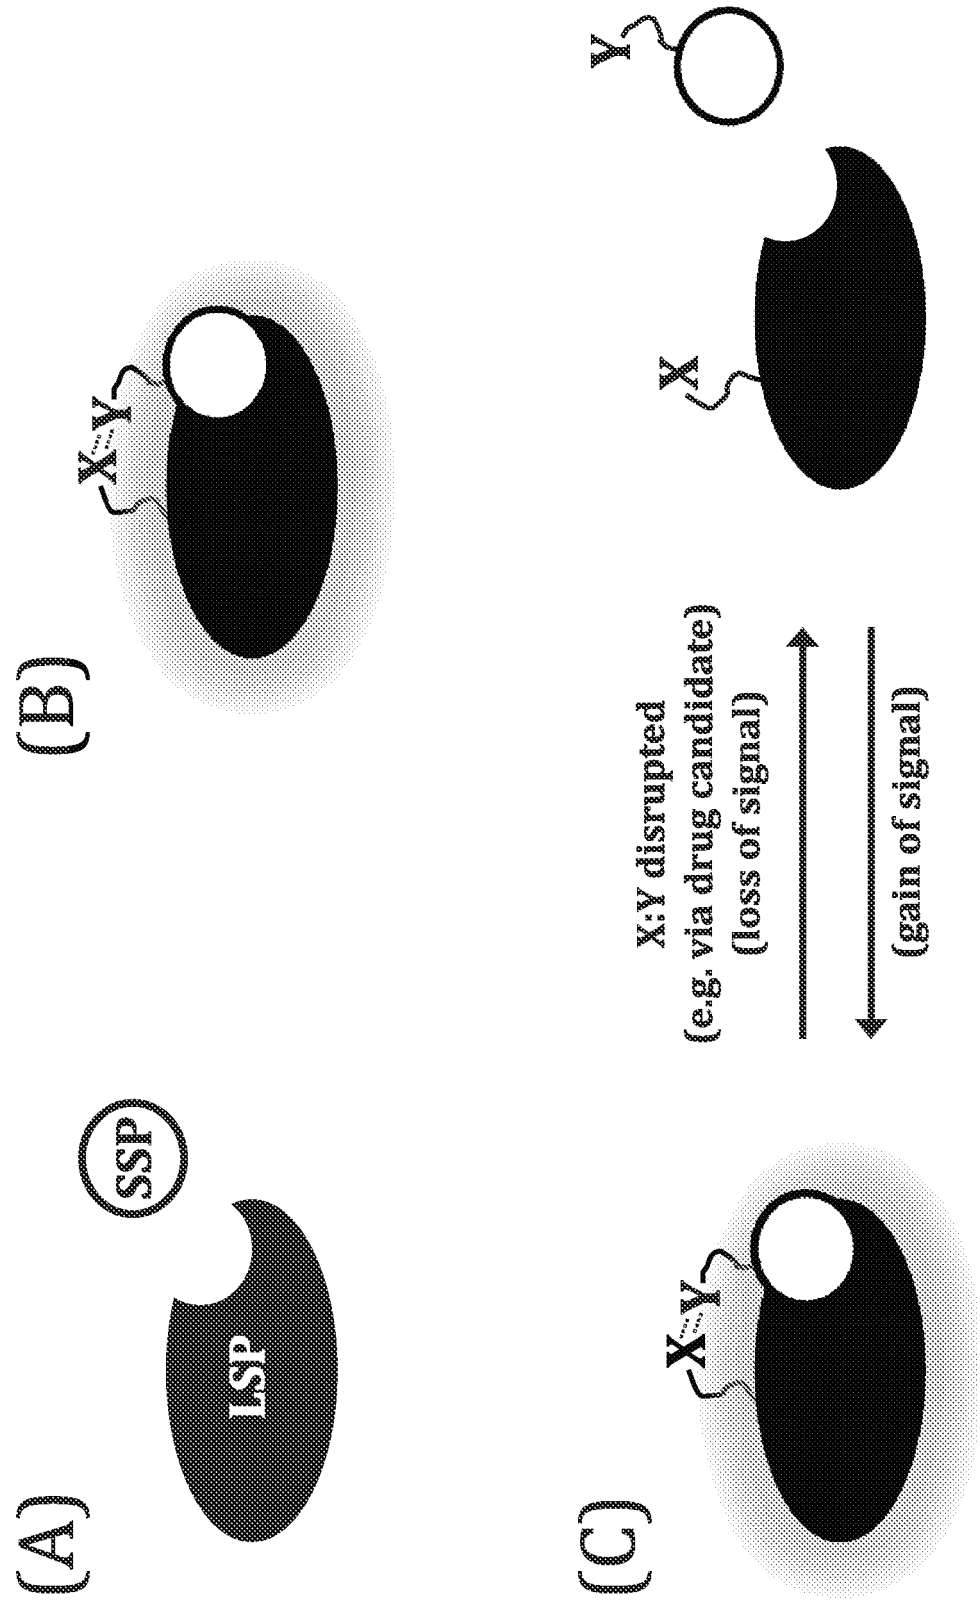 (A)
SSP
LSP
(B)
X Y
(C)
X Y
X:Y disrupted
(e.g. via drug candidate)
(loss of signal)
(gain of signal)
X
Y